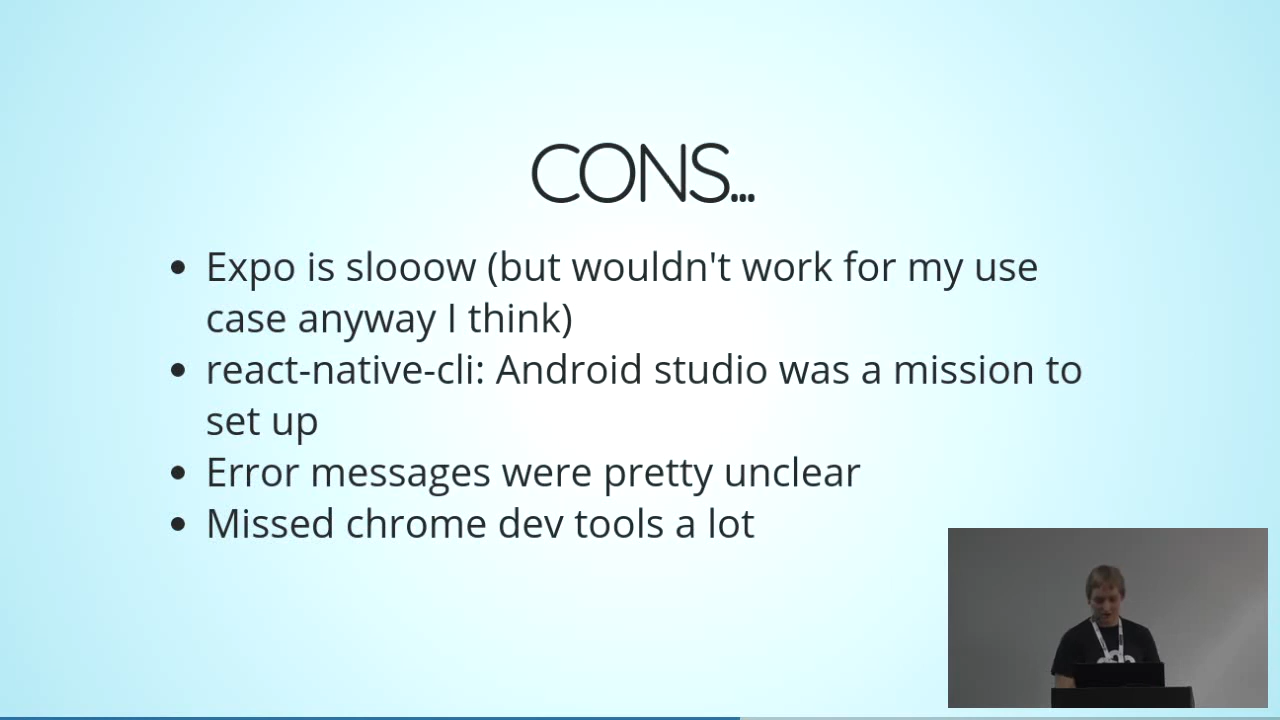 CONS...
Expo is slooow (but wouldn't work for my use
case anyway I think)
react-native-cli: Android studio was a mission to
set up
Error messages were pretty unclear
Missed chrome dev tools a lot